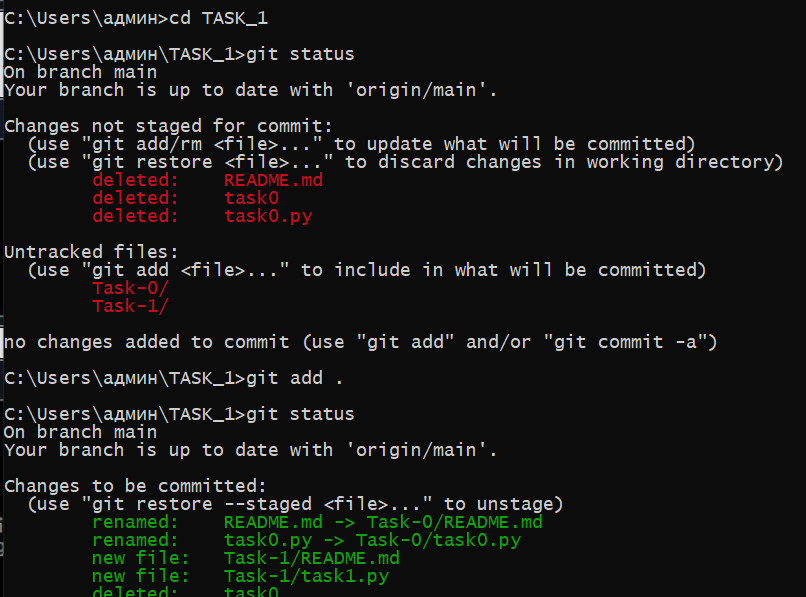 C:\Users\админ>cd TASK_1
C:\Users\админ\TASK_1>git status
On branch main
Your branch is up to date with 'origin/main'.
Changes not staged for commit:
  (use "git add/rm <file>..." to update what will be committed)
  (use "git restore <file>..." to discard changes in working directory)
        deleted:    README.md
        deleted:    task0
        deleted:    task0.py
Untracked files:
  (use "git add <file>..." to include in what will be committed)
        Task-0/
        Task-1/
no changes added to commit (use "git add" and/or "git commit -a")
C:\Users\админ\TASK_1>git add .
C:\Users\админ\TASK_1>git status
On branch main
Your branch is up to date with 'origin/main'.
Changes to be committed:
  (use "git restore --staged <file>..." to unstage)
        renamed:    README.md -> Task-0/README.md
        renamed:    task0.py -> Task-0/task0.py
        new file:   Task-1/README.md
        new file:   Task-1/task1.py
        deleted:    task0